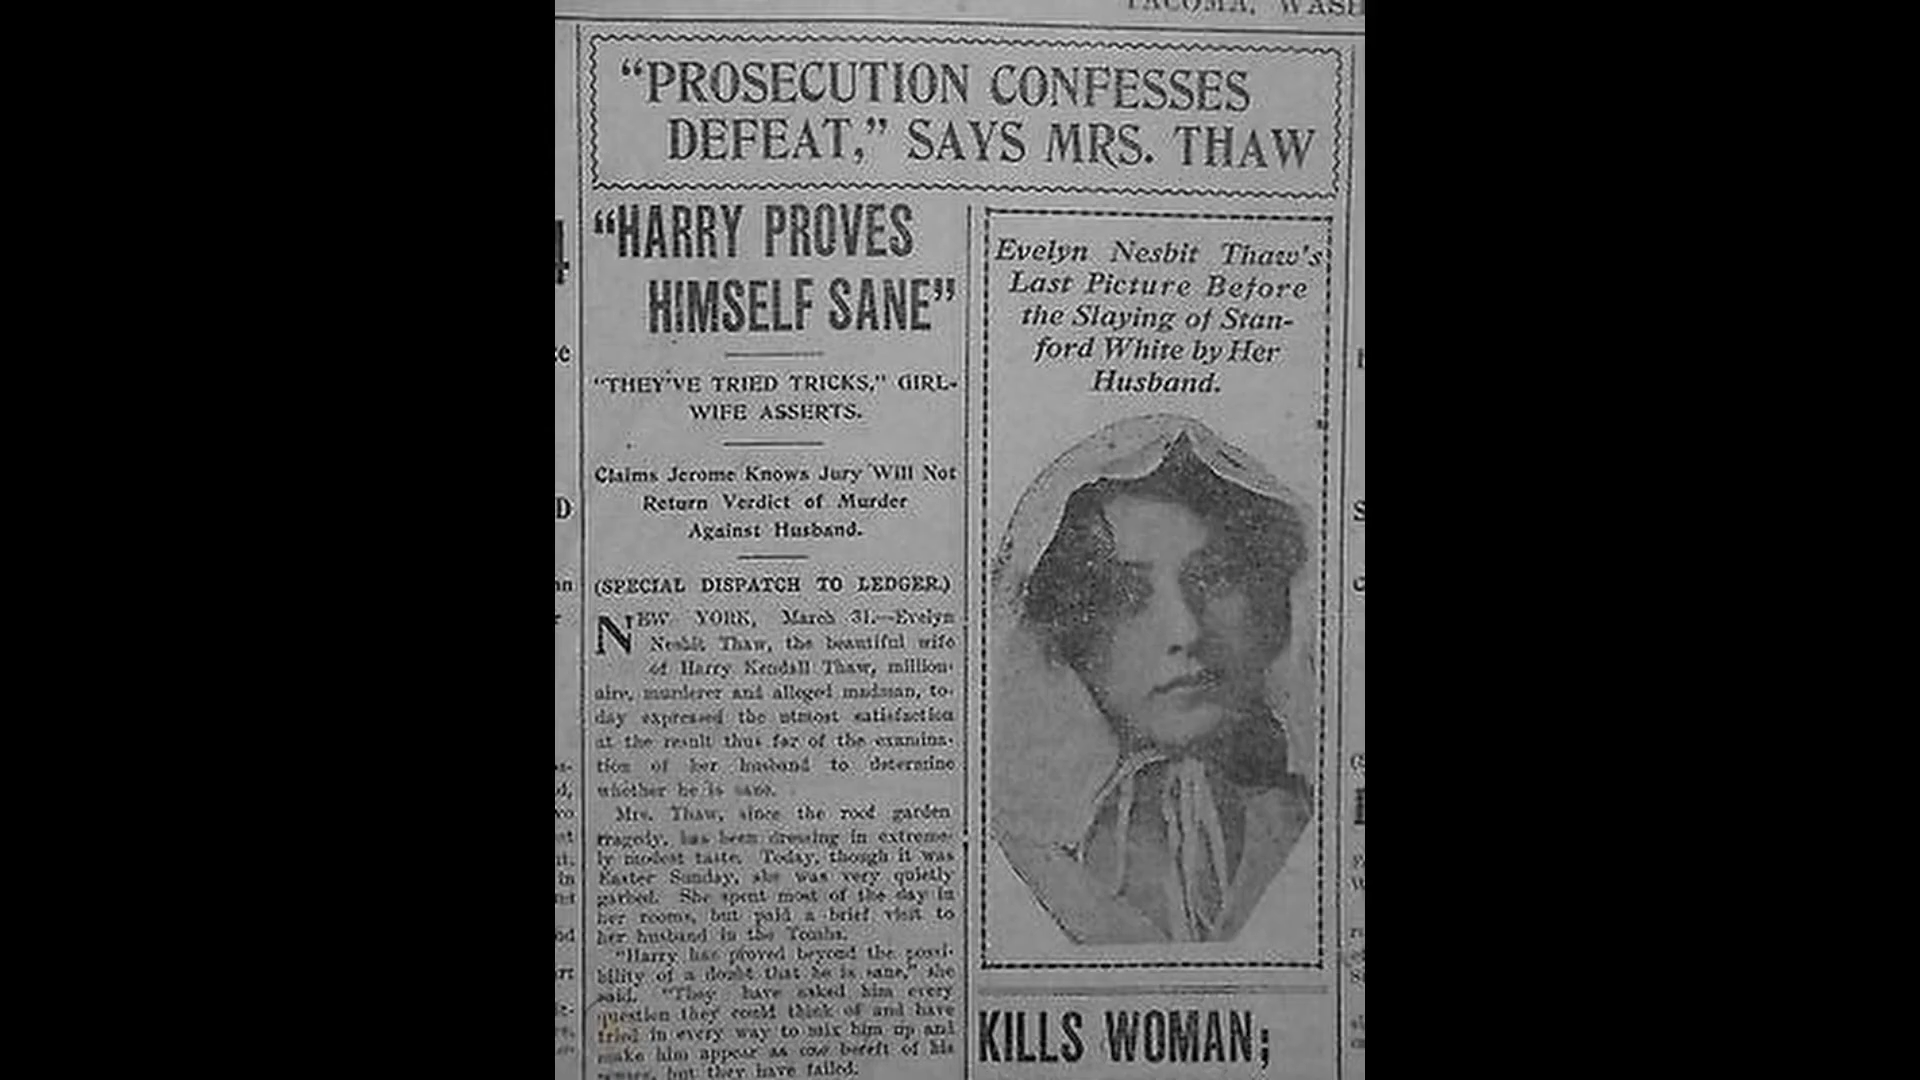 TACOMA, WASH
"PROSECUTION CONFESSES
DEFEAT," SAYS MRS. THAW
"HARRY PROVES
HIMSELF SANE"
"THEY'VE TRIED TRICKS," GIRL-
WIFE ASSERTS.
Claims Jerome Knows Jury Will Not
Return Verdict of Murder
Against Husband.
(SPECIAL DISPATCH TO LEDGER.)
NEW YORK, March 31.—Evelyn
Nesbit Thaw, the beautiful wife
of Harry Kendall Thaw, million-
aire, murderer and alleged madman, to-
day expressed the utmost satisfaction
at the result thus far of the examina-
tion of her husband to determine
whether he is sane.
Mrs. Thaw, since the roof garden
tragedy, has been dressing in extreme-
ly modest taste. Today, though it was
Easter Sunday, she was very quietly
garbed. She spent most of the day in
her rooms, but paid a brief visit to
her husband in the Tombs.
"Harry has proved beyond the possi-
bility of a doubt that he is sane," she
said. "They have asked him every
question they could think of and have
tried in every way to mix him up and
make him appear as one bereft of his
senses, but they have failed.
Evelyn Nesbit Thaw's
Last Picture Before
the Slaying of Stan-
ford White by Her
Husband.
KILLS WOMAN;